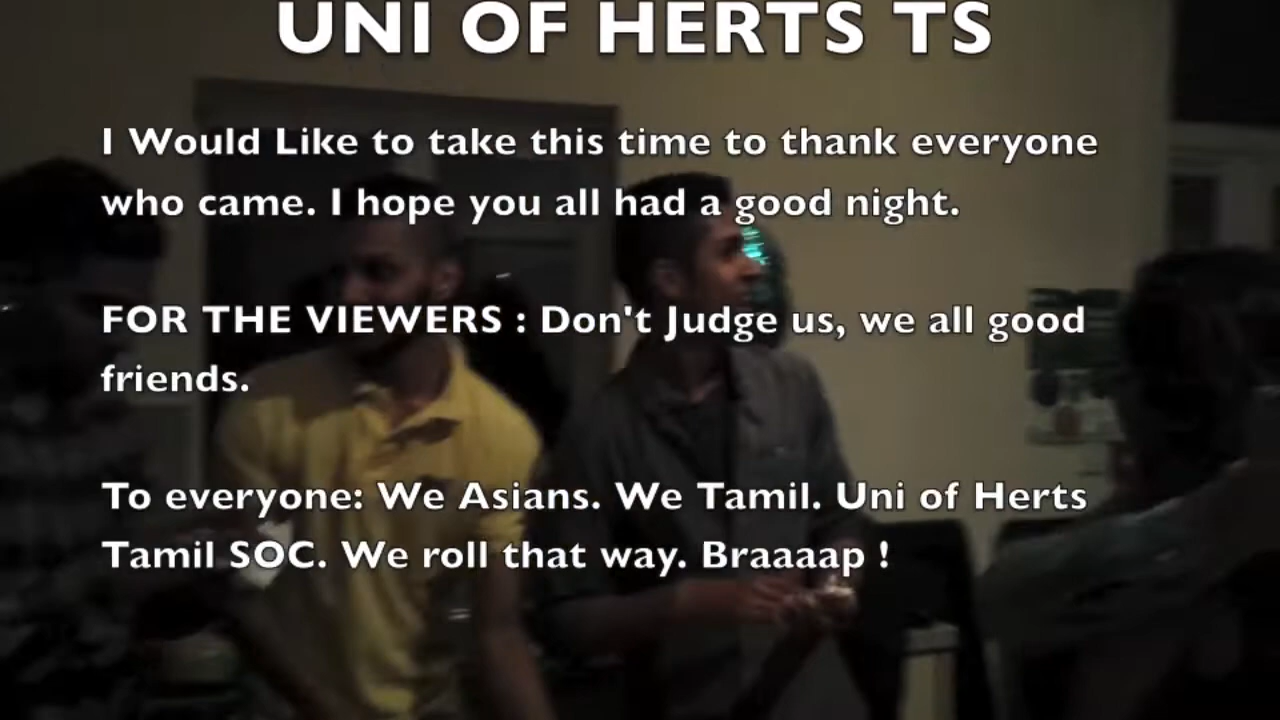 UNI OF HERTS TS
I Would Like to take this time to thank everyone
who came. I hope you all had a good night.
FOR THE VIEWERS : Don't Judge us, we all good
friends.
To everyone: We Asians. We Tamil. Uni of Herts
Tamil SOC. We roll that way. Braaaap !